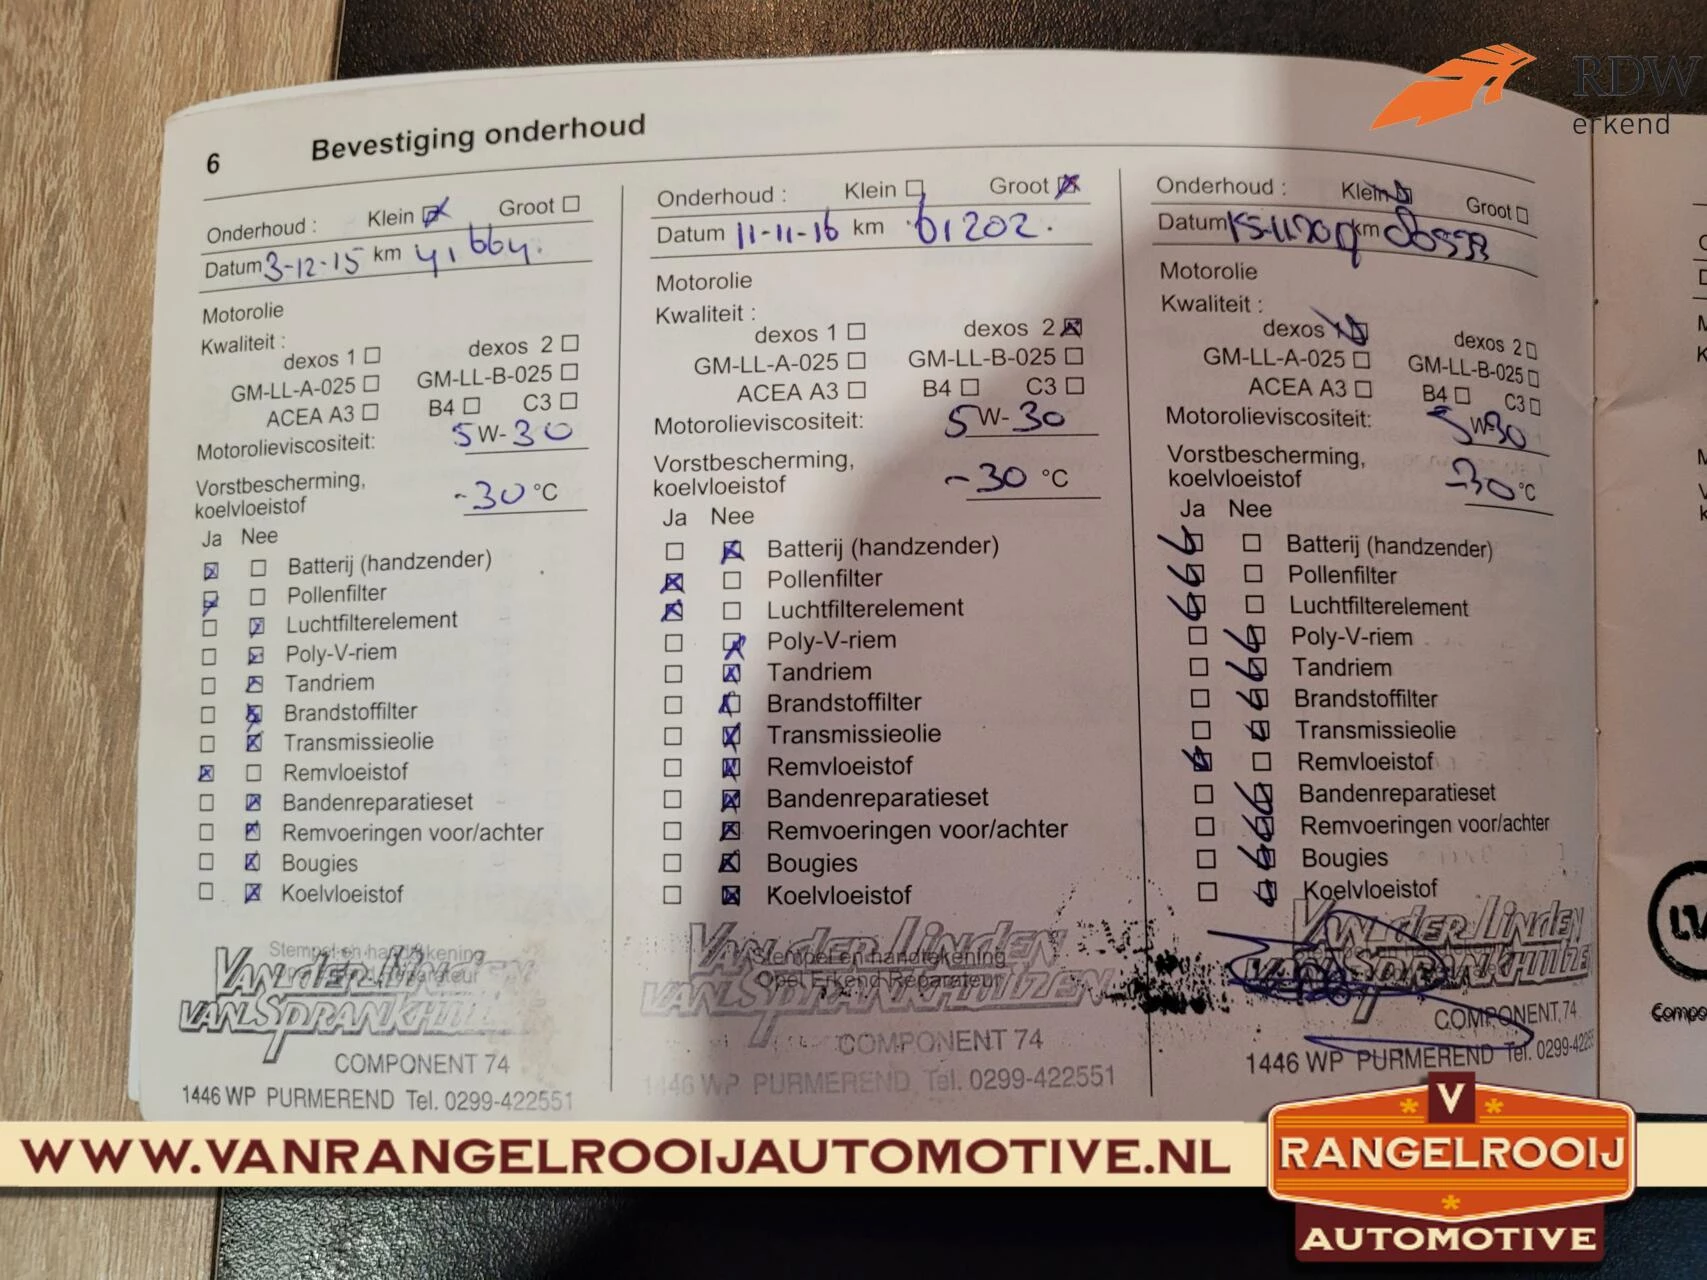 RDW
erkend
6 Bevestiging onderhoud
Onderhoud : Klein Groot
Datum 3-12-15 km 41664.
Motorolie
Kwaliteit :
dexos 1 dexos 2
GM-LL-A-025 GM-LL-B-025
ACEA A3 B4 C3
Motorolieviscositeit: 5W-30
Vorstbescherming,
koelvloeistof -30 °C
Ja Nee
Batterij (handzender)
Pollenfilter
Luchtfilterelement
Poly-V-riem
Tandriem
Brandstoffilter
Transmissieolie
Remvloeistof
Bandenreparatieset
Remvoeringen voor/achter
Bougies
Koelvloeistof
Stempel en handtekening
VAN der LINden
VAN SPRANKHUIZEN
COMPONENT 74
1446 WP PURMEREND Tel. 0299-422551
Onderhoud : Klein Groot
Datum 11-11-16 km 61202.
Motorolie
Kwaliteit :
dexos 1 dexos 2
GM-LL-A-025 GM-LL-B-025
ACEA A3 B4 C3
Motorolieviscositeit: 5W-30
Vorstbescherming,
koelvloeistof -30 °C
Ja Nee
Batterij (handzender)
Pollenfilter
Luchtfilterelement
Poly-V-riem
Tandriem
Brandstoffilter
Transmissieolie
Remvloeistof
Bandenreparatieset
Remvoeringen voor/achter
Bougies
Koelvloeistof
VAN der LINden
Stempel en handtekening
Opel Erkend Reparateur
VAN SPRANKHUIZEN
COMPONENT 74
1446 WP PURMEREND Tel. 0299-422551
Onderhoud : Klein Groot
Datum km
Motorolie
Kwaliteit :
dexos 1 dexos 2
GM-LL-A-025 GM-LL-B-025
ACEA A3 B4 C3
Motorolieviscositeit: 5W-30
Vorstbescherming,
koelvloeistof -30 °C
Ja Nee
Batterij (handzender)
Pollenfilter
Luchtfilterelement
Poly-V-riem
Tandriem
Brandstoffilter
Transmissieolie
Remvloeistof
Bandenreparatieset
Remvoeringen voor/achter
Bougies
Koelvloeistof
VAN der LINden
VAN SPRANKHUIZEN
COMPONENT 74
1446 WP PURMEREND Tel. 0299-422
WWW.VANRANGELROOIJAUTOMOTIVE.NL
V
RANGELROOIJ
AUTOMOTIVE